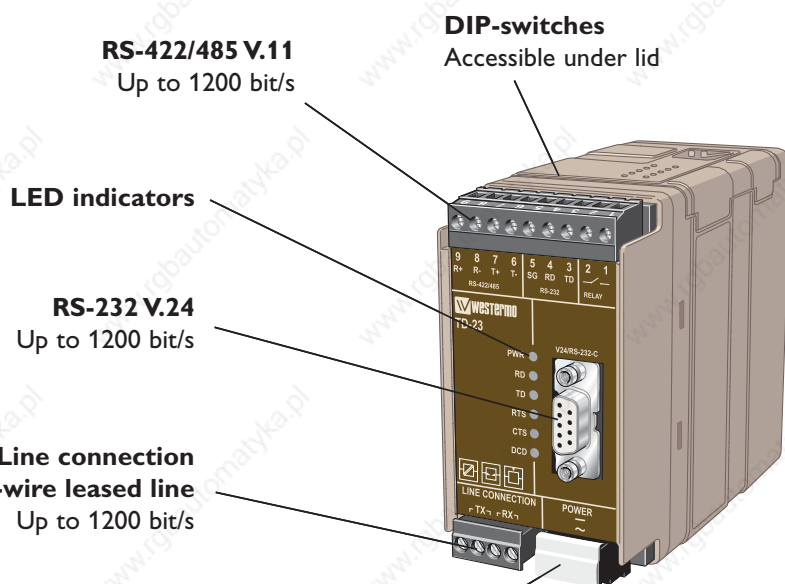 DIP-switches
Accessible under lid
RS-422/485 V.11
Up to 1200 bit/s
LED indicators
RS-232 V.24
Up to 1200 bit/s
Line connection
-wire leased line
Up to 1200 bit/s
9 8 7 6 5 4 3 2 1
R+ R- T+ T- SG RD TD
RS-422/485 RS-232 RELAY
Westermo
TD-23
V24/RS-232-C
PWR
RD
TD
RTS
CTS
DCD
LINE CONNECTION
TX RX
POWER
www.rgbautomatyka.pl